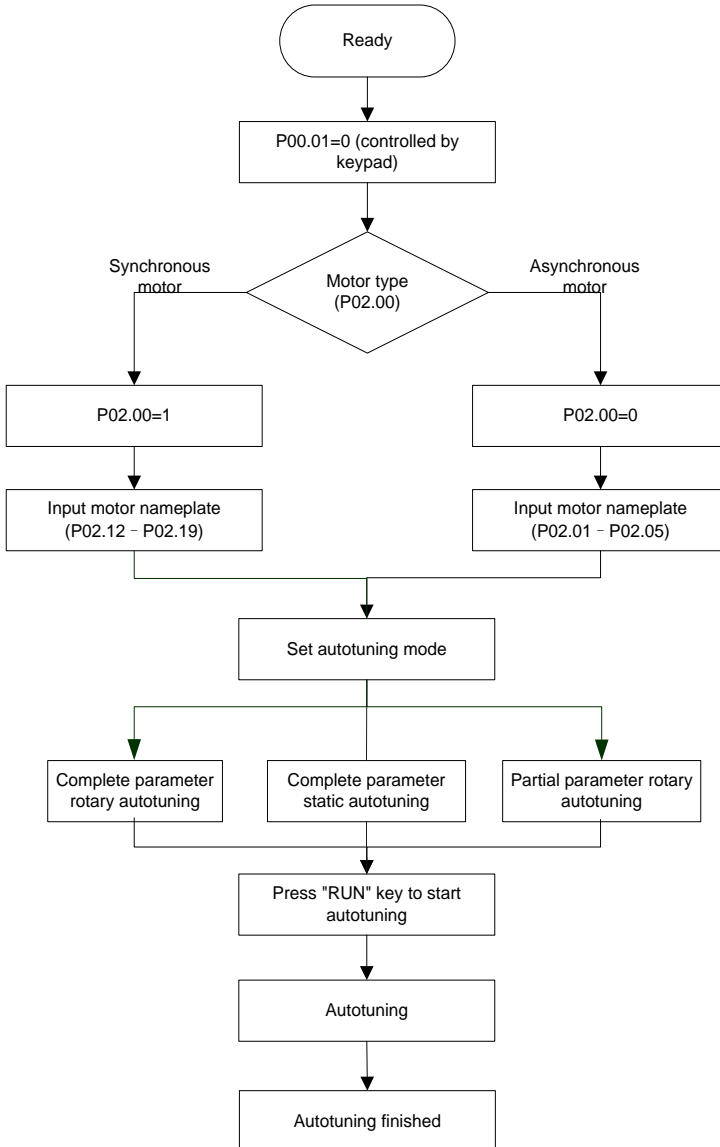 Ready
P00.01=0 (controlled by
keypad)
Synchronous
motor
Motor type
(P02.00)
Asynchronous
motor
P02.00=1
P02.00=0
Input motor nameplate
(P02.12 - P02.19)
Input motor nameplate
(P02.01 - P02.05)
Set autotuning mode
Complete parameter
rotary autotuning
Complete parameter
static autotuning
Partial parameter rotary
autotuning
Press "RUN" key to start
autotuning
Autotuning
Autotuning finished